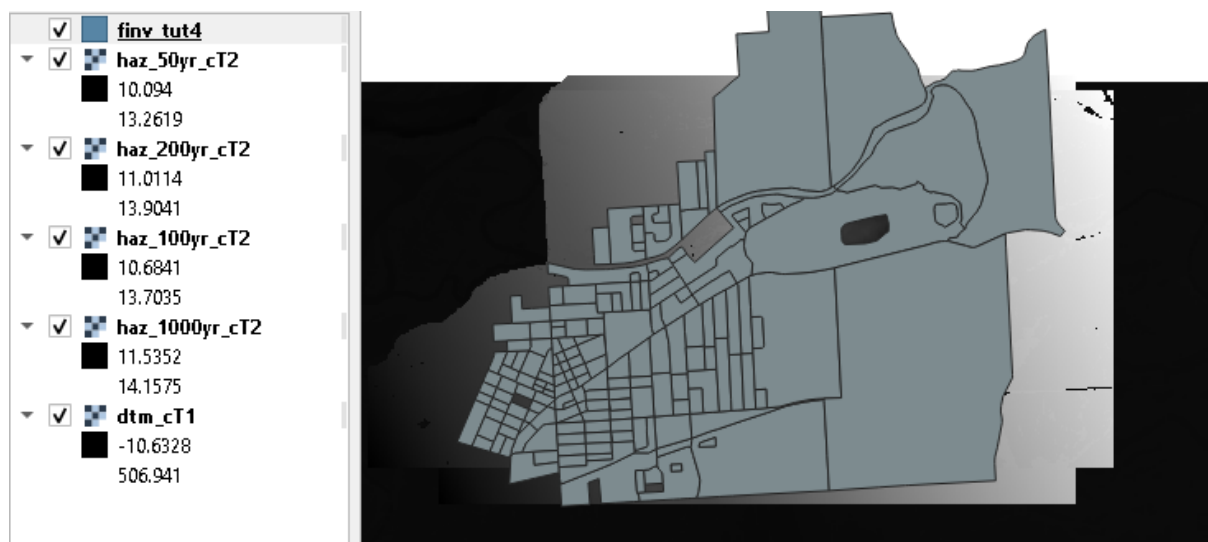 finv_tut4
haz_50yr_cT2
10.094
13.2619
haz_200yr_cT2
11.0114
13.9041
haz_100yr_cT2
10.6841
13.7035
haz_1000yr_cT2
11.5352
14.1575
dtm_cT1
-10.6328
506.941